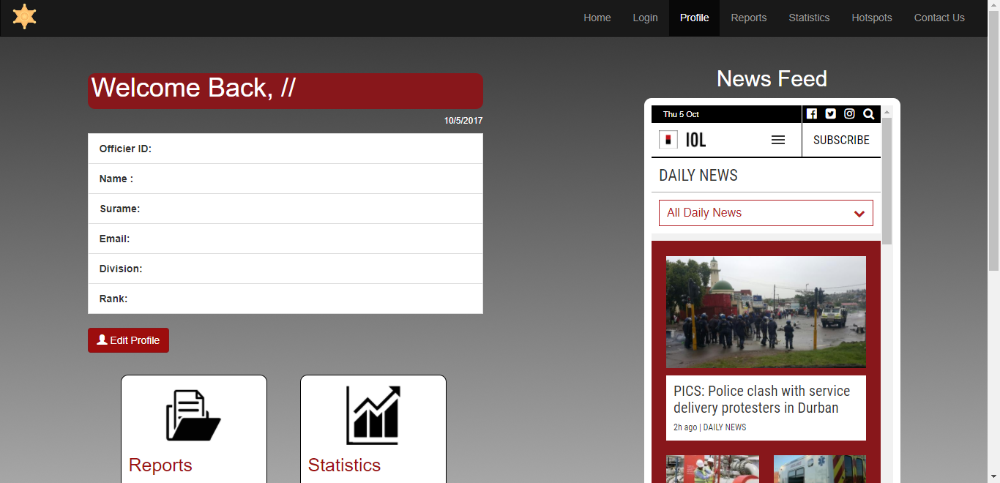 Home Login Profile Reports Statistics Hotspots Contact Us
Welcome Back, //
10/5/2017
Officier ID:
Name :
Surame:
Email:
Division:
Rank:
Edit Profile
Reports
Statistics
News Feed
Thu 5 Oct
IOL
SUBSCRIBE
DAILY NEWS
All Daily News
PICS: Police clash with service
delivery protesters in Durban
2h ago | DAILY NEWS